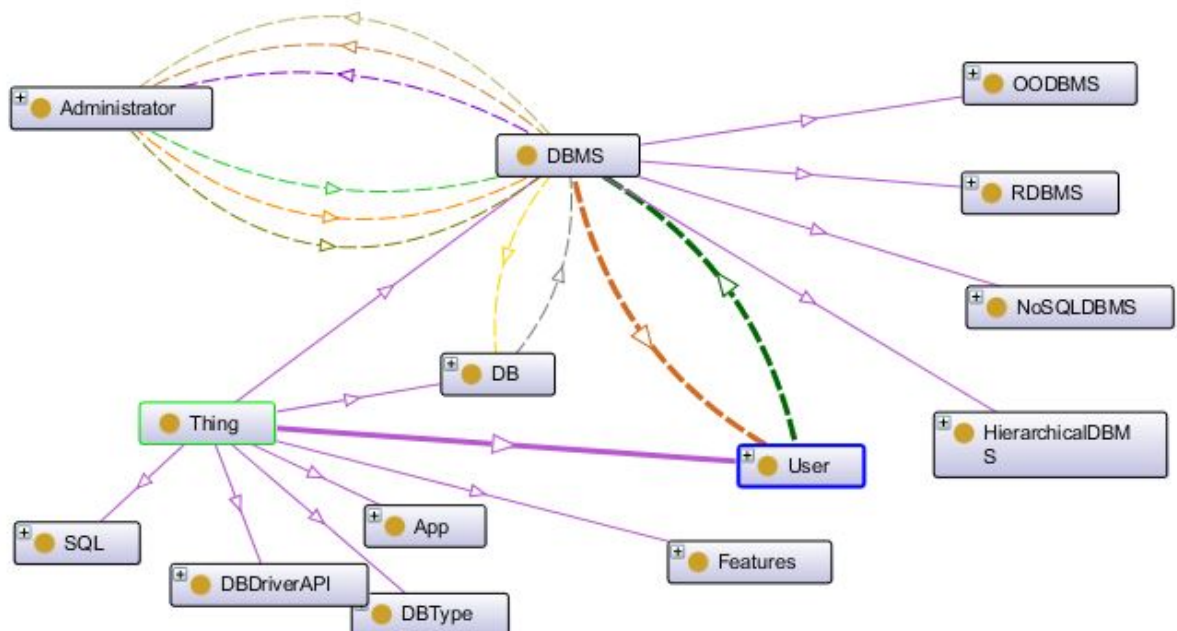 OODBMS
Administrator
DBMS
RDBMS
NoSQLDBMS
DB
Thing
HierarchicalDBM
S
User
App
SQL
Features
DBDriverAPI
DBType